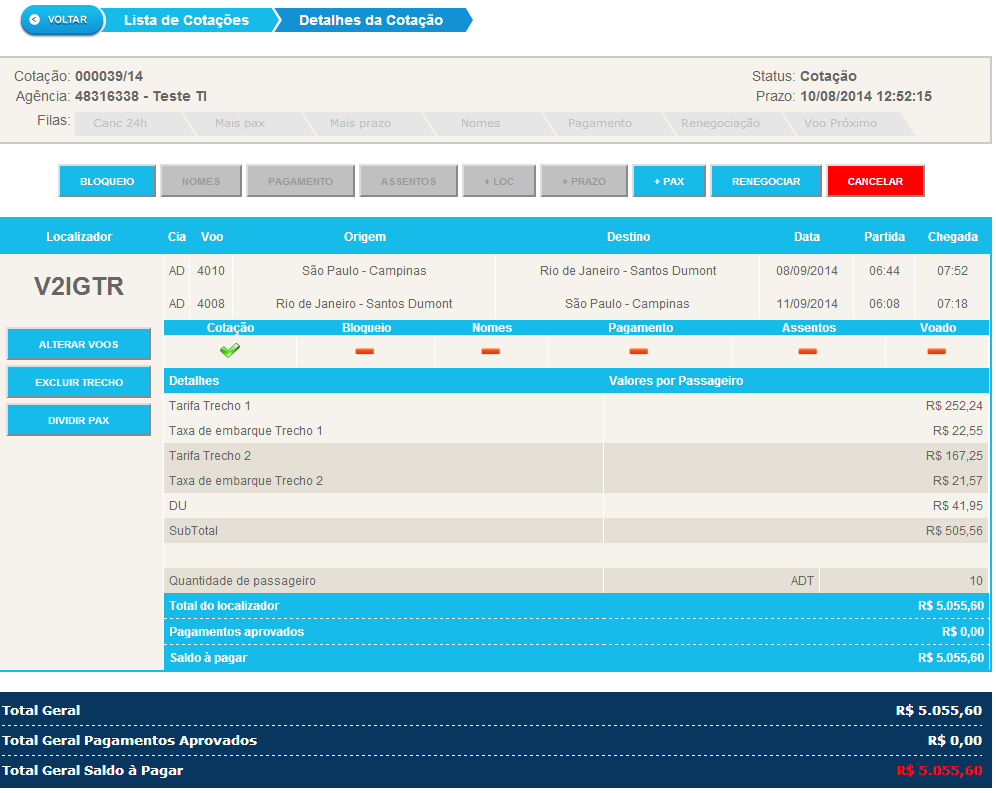 VOLTAR Lista de Cotações Detalhes da Cotação
Cotação: 000039/14 Status: Cotação
Agência: 48316338 - Teste TI Prazo: 10/08/2014 12:52:15
Filas: Canc 24h Mais pax Mais prazo Nomes Pagamento Renegociação Voo Próximo
BLOQUEIO NOMES PAGAMENTO ASSENTOS + LOC + PRAZO + PAX RENEGOCIAR CANCELAR
Localizador Cia Voo Origem Destino Data Partida Chegada
V2IGTR
AD 4010 São Paulo - Campinas Rio de Janeiro - Santos Dumont 08/09/2014 06:44 07:52
AD 4008 Rio de Janeiro - Santos Dumont São Paulo - Campinas 11/09/2014 06:08 07:18
ALTERAR VOOS
EXCLUIR TRECHO
DIVIDIR PAX
Cotação Bloqueio Nomes Pagamento Assentos Voado
Detalhes Valores por Passageiro
Tarifa Trecho 1 R$ 252,24
Taxa de embarque Trecho 1 R$ 22,55
Tarifa Trecho 2 R$ 167,25
Taxa de embarque Trecho 2 R$ 21,57
DU R$ 41,95
SubTotal R$ 505,56
Quantidade de passageiro ADT 10
Total do localizador R$ 5.055,60
Pagamentos aprovados R$ 0,00
Saldo à pagar R$ 5.055,60
Total Geral R$ 5.055,60
Total Geral Pagamentos Aprovados R$ 0,00
Total Geral Saldo à Pagar R$ 5.055,60